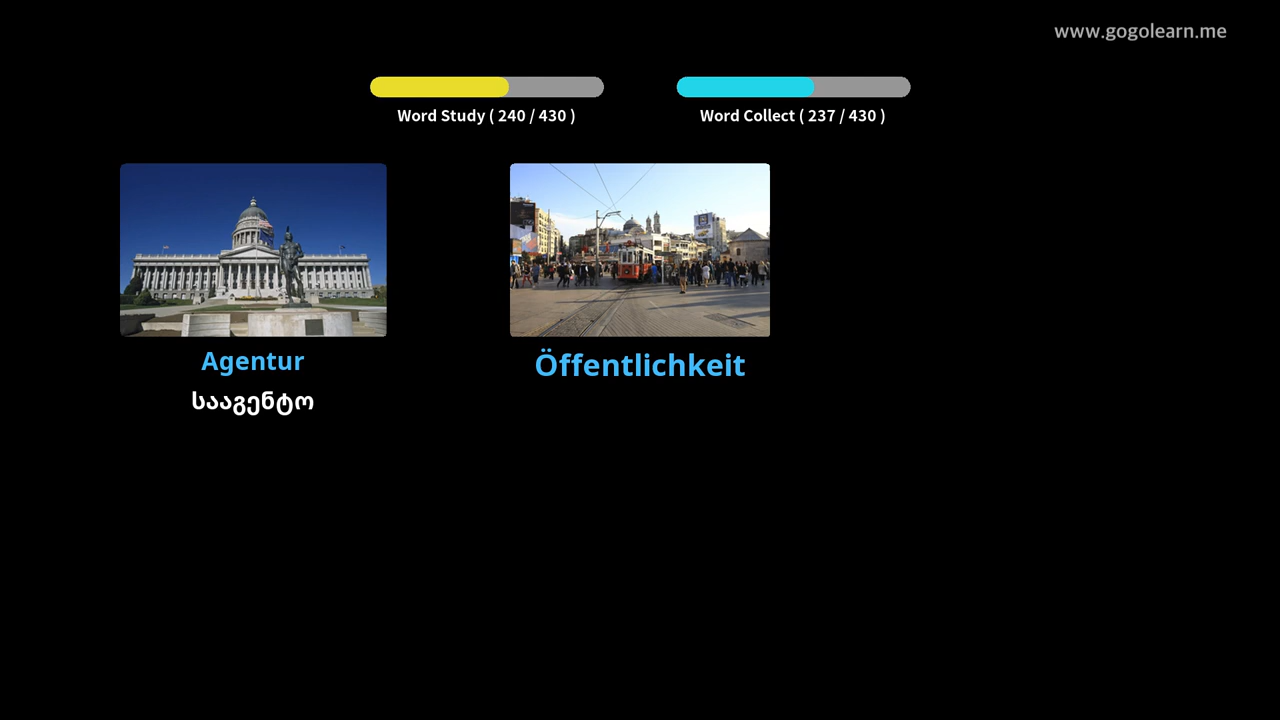 www.gogolearn.me
Word Study ( 240 / 430 )
Word Collect ( 237 / 430 )
Agentur
სააგენტო
Öffentlichkeit